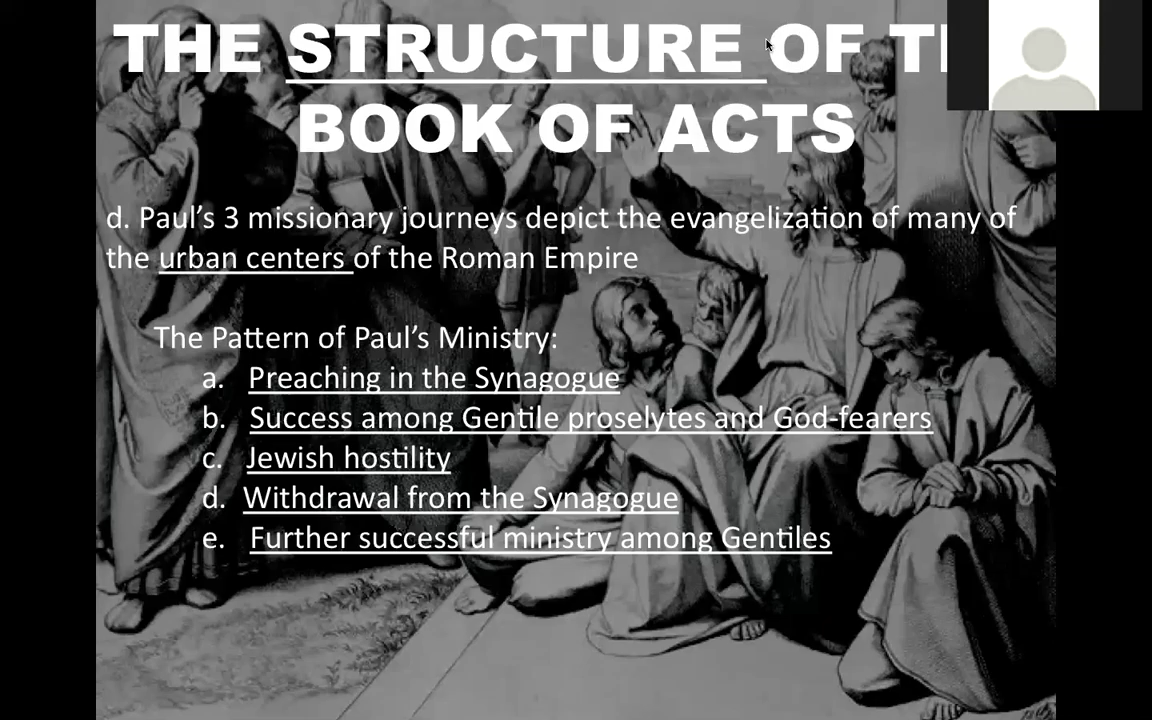 THE STRUCTURE OF
BOOK OF ACTS
d. Paul’s 3 missionary journeys depict the evangelization of many of
the urban centers of the Roman Empire
The Pattern of Paul’s Ministry:
a. Preaching in the Synagogue
b. Success among Gentile proselytes and God-fearers
c. Jewish hostility
d. Withdrawal from the Synagogue
e. Further successful ministry among Gentiles